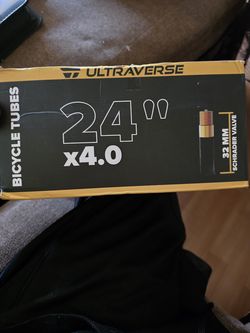 ULTRAVERSE
BICYCLE TUBES
24"
x4.0
32 MM
SCHRADER VALVE